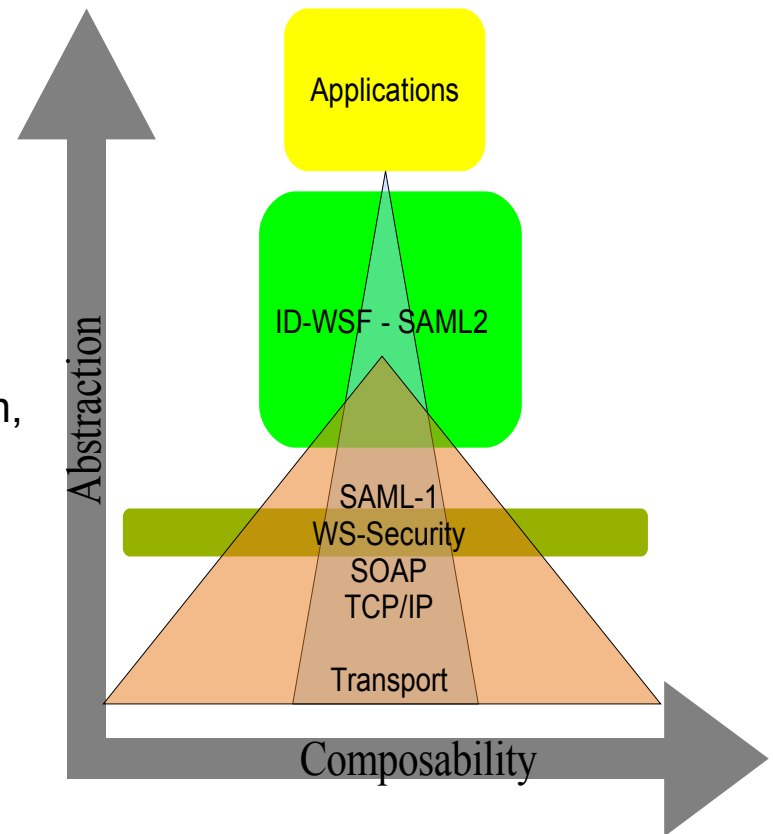 Applications
ID-WSF - SAML2
Abstraction
SAML-1
WS-Security
SOAP
TCP/IP
Transport
Composability